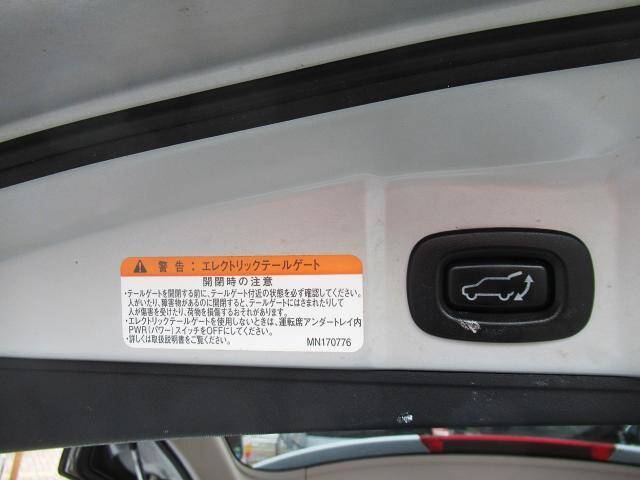 警告：エレクトリックテールゲート
開閉時の注意
・テールゲートを開閉する前に、テールゲート付近の状態を必ず確認してください。
人がいたり、障害物があるのに開閉すると、テールゲートにはさまれたりして
人が傷害を受けたり、荷物を損傷するおそれがあります。
・エレクトリックテールゲートを使用しないときは、運転席アンダートレイ内
PWR(パワー)スイッチをOFFにしてください。
・詳しくは取扱説明書をご覧ください。
MN170776